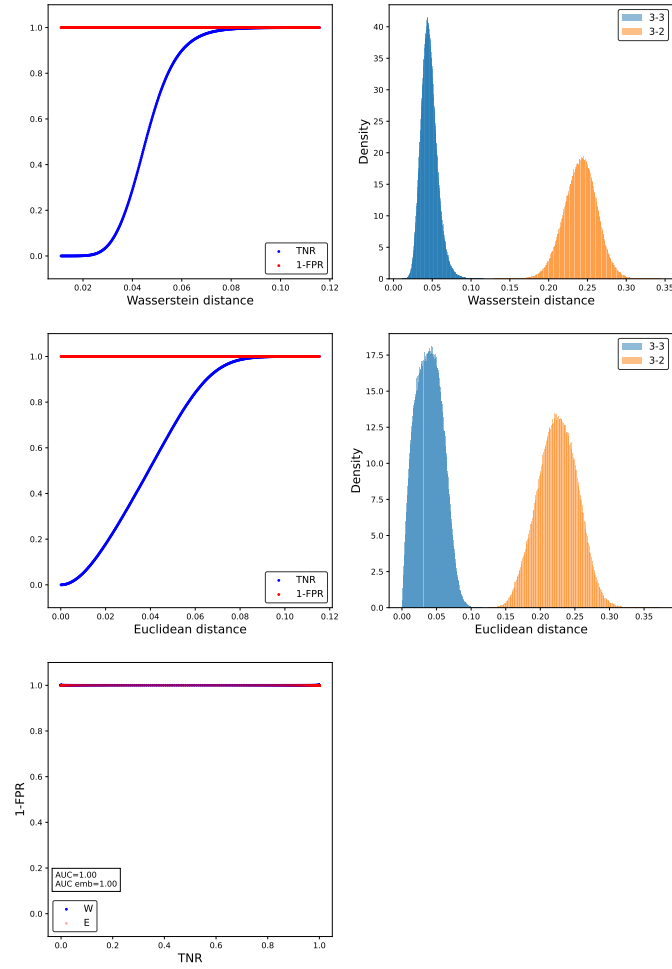 1.0
0.8
0.6
0.4
0.2
0.0
TNR
1-FPR
0.02 0.04 0.06 0.08 0.10 0.12
Wasserstein distance
Density
40
35
30
25
20
15
10
5
0
3-3
3-2
0.00 0.05 0.10 0.15 0.20 0.25 0.30 0.35
Wasserstein distance
1.0
0.8
0.6
0.4
0.2
0.0
TNR
1-FPR
0.00 0.02 0.04 0.06 0.08 0.10 0.12
Euclidean distance
Density
17.5
15.0
12.5
10.0
7.5
5.0
2.5
0.0
3-3
3-2
0.00 0.05 0.10 0.15 0.20 0.25 0.30 0.35
Euclidean distance
1-FPR
1.0
0.8
0.6
0.4
0.2
0.0
AUC=1.00
AUC emb=1.00
W
E
0.0 0.2 0.4 0.6 0.8 1.0
TNR